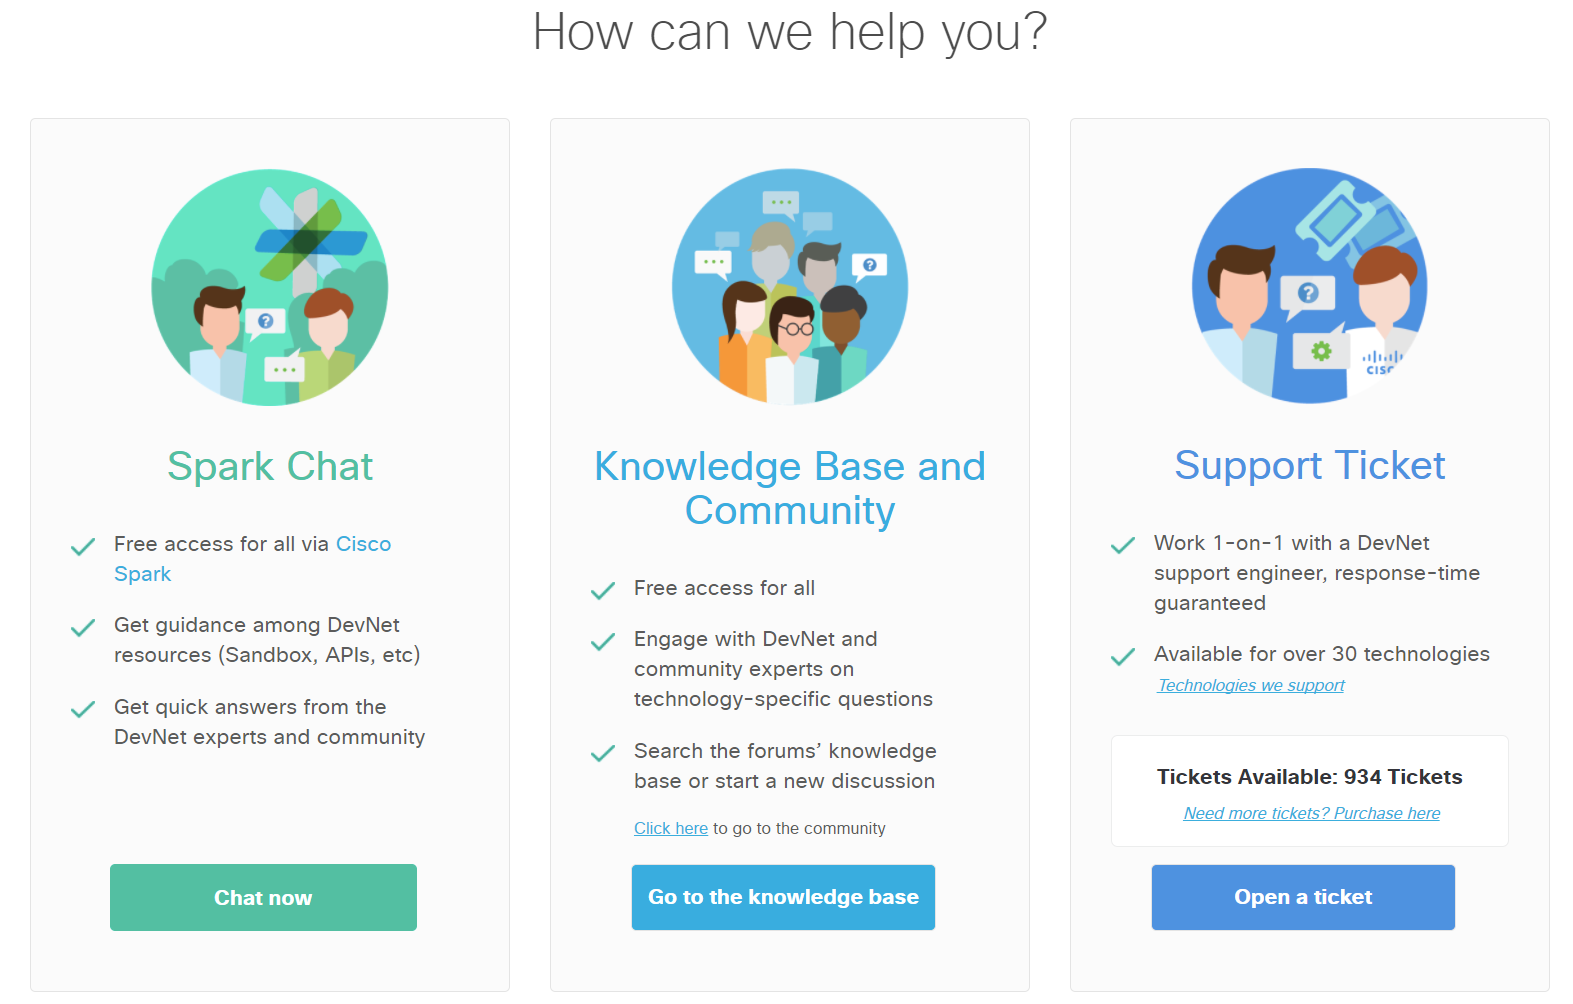 How can we help you?
?
?
?
CISC
Spark Chat
Free access for all via Cisco
Spark
Get guidance among DevNet
resources (Sandbox, APIs, etc)
Get quick answers from the
DevNet experts and community
Chat now
Knowledge Base and
Community
Free access for all
Engage with DevNet and
community experts on
technology-specific questions
Search the forums’ knowledge
base or start a new discussion
Click here to go to the community
Go to the knowledge base
Support Ticket
Work 1-on-1 with a DevNet
support engineer, response-time
guaranteed
Available for over 30 technologies
Technologies we support
Tickets Available: 934 Tickets
Need more tickets? Purchase here
Open a ticket